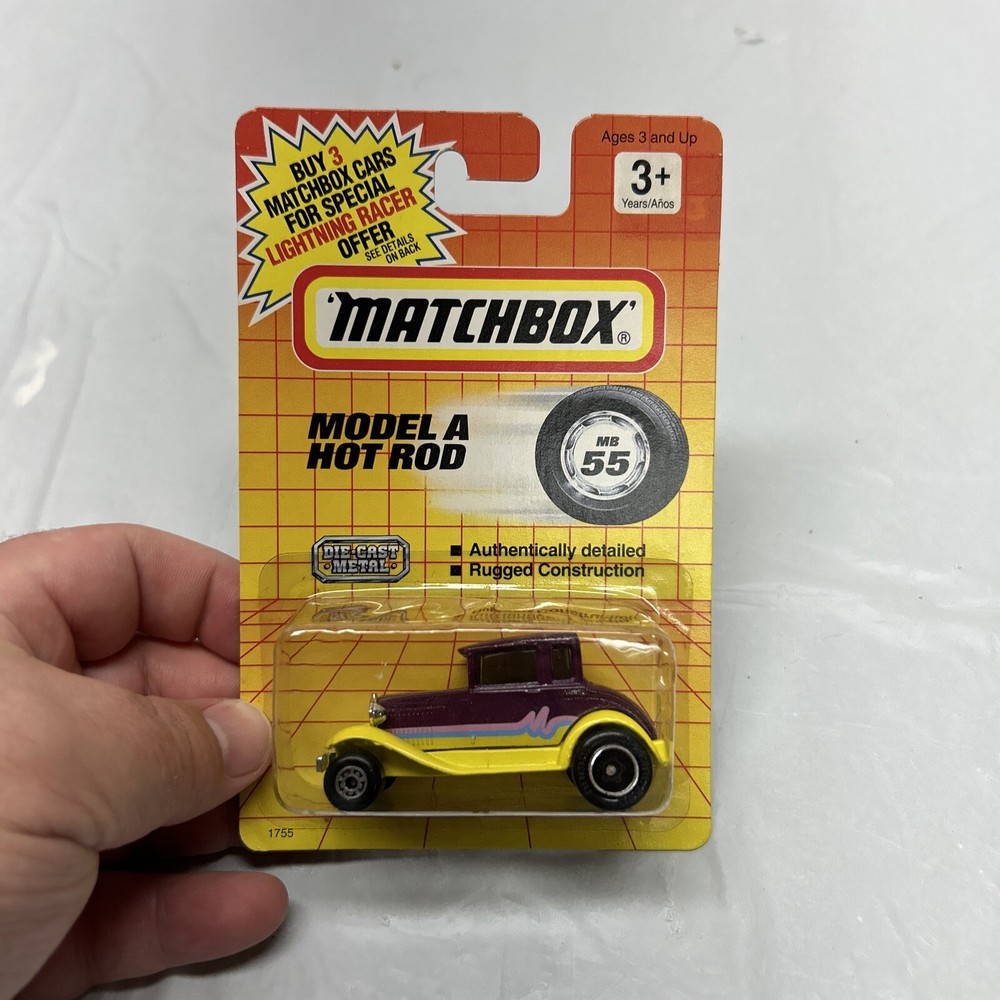 BUY 3
MATCHBOX CARS
FOR SPECIAL
LIGHTNING RACER
OFFER
SEE DETAILS
ON BACK
Ages 3 and Up
3+
Years/Años
'MATCHBOX'®
MODEL A
HOT ROD
MB
55
DIE-CAST
METAL
■ Authentically detailed
■ Rugged Construction
1755